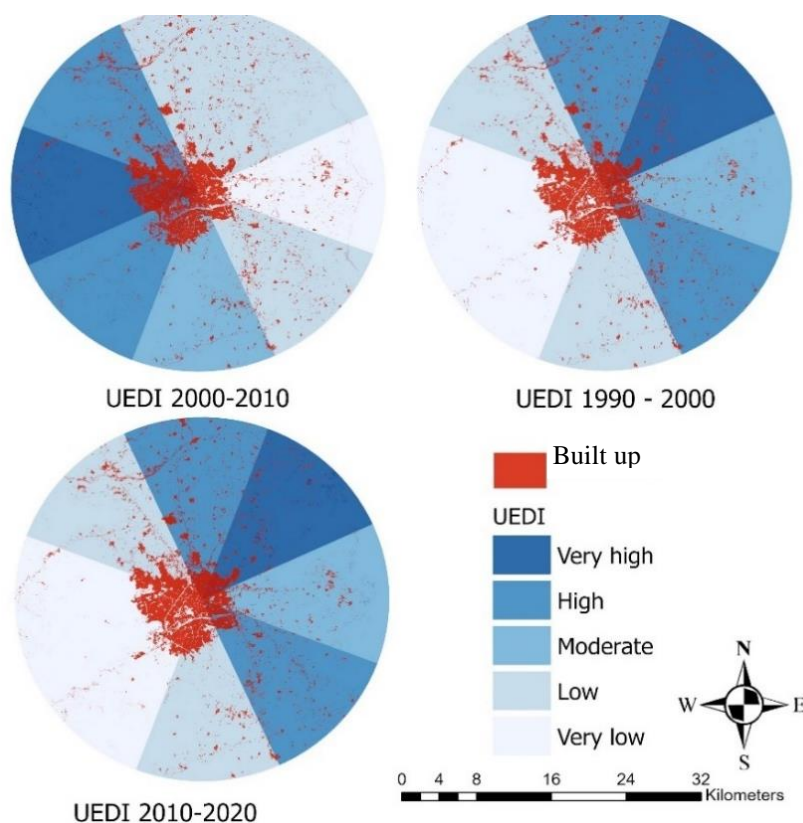 UEDI 2000-2010
UEDI 1990 - 2000
UEDI 2010-2020
Built up
UEDI
Very high
High
Moderate
Low
Very low
N
W E
S
0 4 8 16 24 32
Kilometers